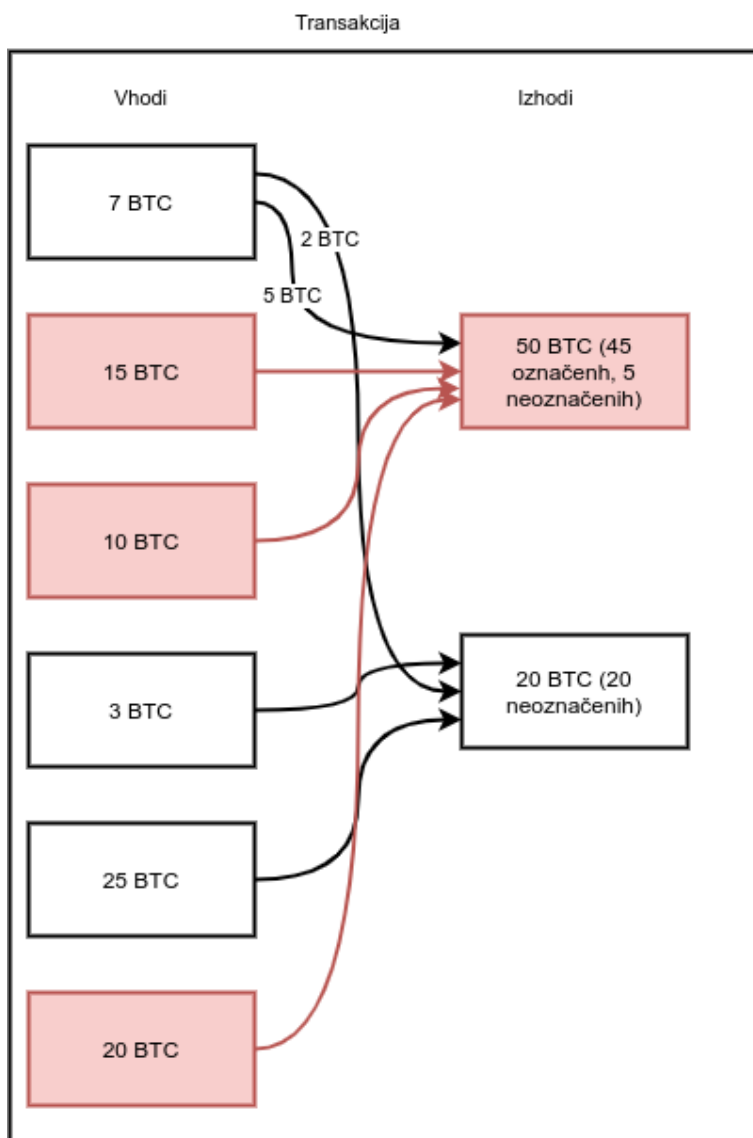 Transakcija
Vhodi
Izhodi
7 BTC
2 BTC
5 BTC
15 BTC
50 BTC (45
označenh, 5
neoznačenih)
10 BTC
3 BTC
20 BTC (20
neoznačenih)
25 BTC
20 BTC